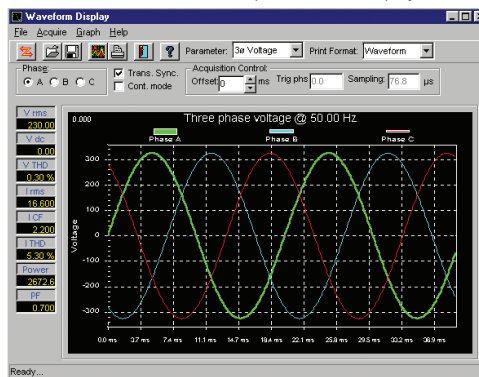 Waveform Display
File Acquire Graph Help
Parameter: 3ø Voltage Print Format: Waveform
Phase:
A B C
Trans. Sync.
Cont. mode
Acquisition Control:
Offset: 0 ms Trig phs 0.0 Sampling: 76.8 µs
V rms
230.00
V dc
0.00
V THD
0.30 %
I rms
16.600
I CF
2.200
I THD
5.30 %
Power
2672.6
PF
0.700
0.000 Three phase voltage @ 50.00 Hz
Phase A Phase B Phase C
Voltage
300
200
100
0
-100
-200
-300
0.0 ms 3.7 ms 7.4 ms 11.1 ms 14.7 ms 18.4 ms 22.1 ms 25.8 ms 29.5 ms 33.2 ms 36.9 ms
Ready...